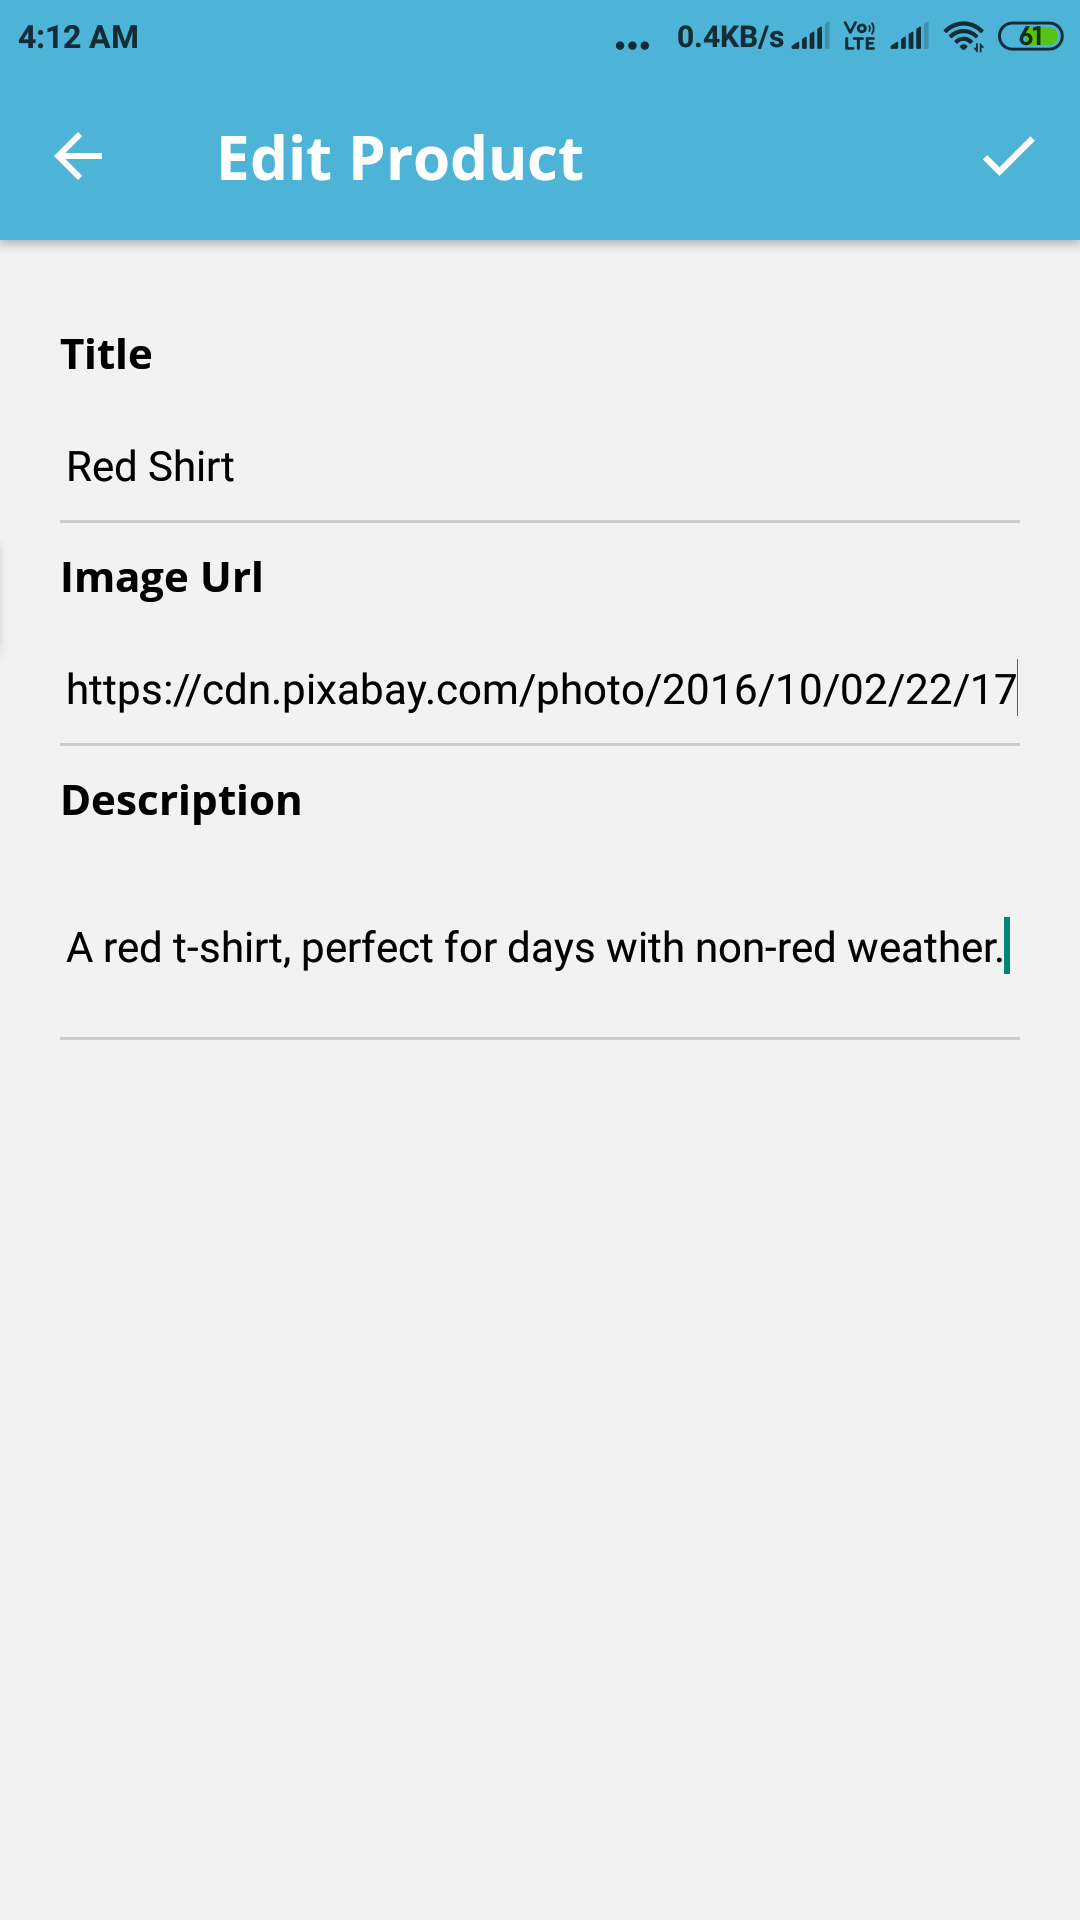 4:12 AM ... 0.4KB/s Vo)) LTE 61
Edit Product
Title
Red Shirt
Image Url
https://cdn.pixabay.com/photo/2016/10/02/22/17
Description
A red t-shirt, perfect for days with non-red weather.